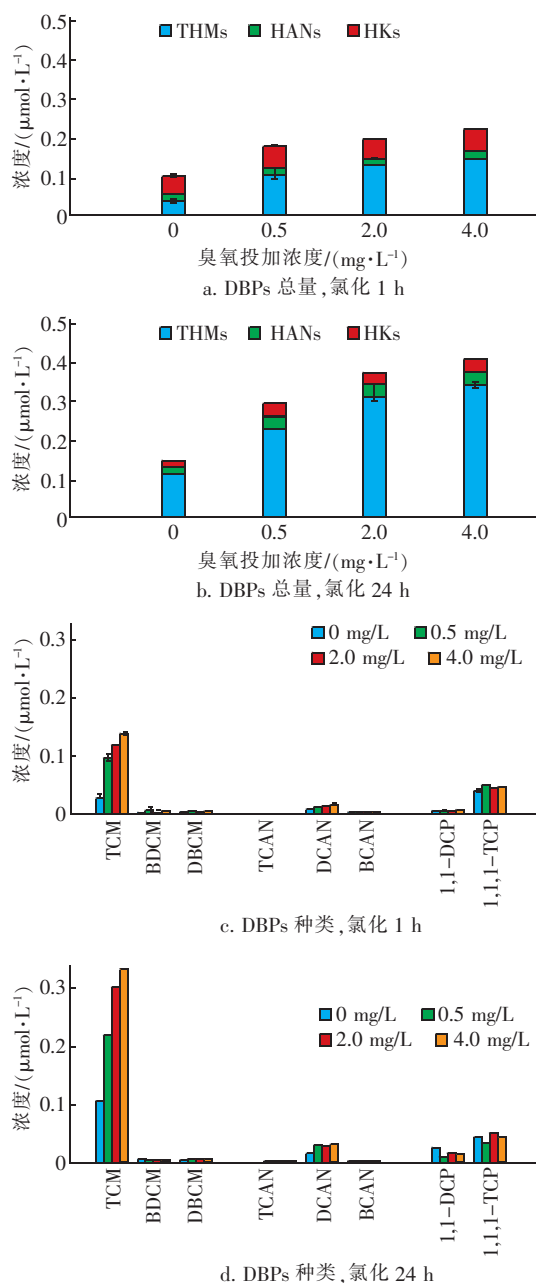 0.5
THMs HANs HKs
0.4
0.3
0.2
0.1
0
浓度/(μmol·L⁻¹)
0 0.5 2.0 4.0
臭氧投加浓度/(mg·L⁻¹)
a. DBPs 总量,氯化 1 h
0.5
THMs HANs HKs
0.4
0.3
0.2
0.1
0
浓度/(μmol·L⁻¹)
0 0.5 2.0 4.0
臭氧投加浓度/(mg·L⁻¹)
b. DBPs 总量,氯化 24 h
0 mg/L 0.5 mg/L
2.0 mg/L 4.0 mg/L
0.3
0.2
0.1
0
浓度/(μmol·L⁻¹)
TCM BDCM DBCM TCAN DCAN BCAN 1,1-DCP 1,1,1-TCP
c. DBPs 种类,氯化 1 h
0 mg/L 0.5 mg/L
2.0 mg/L 4.0 mg/L
0.3
0.2
0.1
0
浓度/(μmol·L⁻¹)
TCM BDCM DBCM TCAN DCAN BCAN 1,1-DCP 1,1,1-TCP
d. DBPs 种类,氯化 24 h